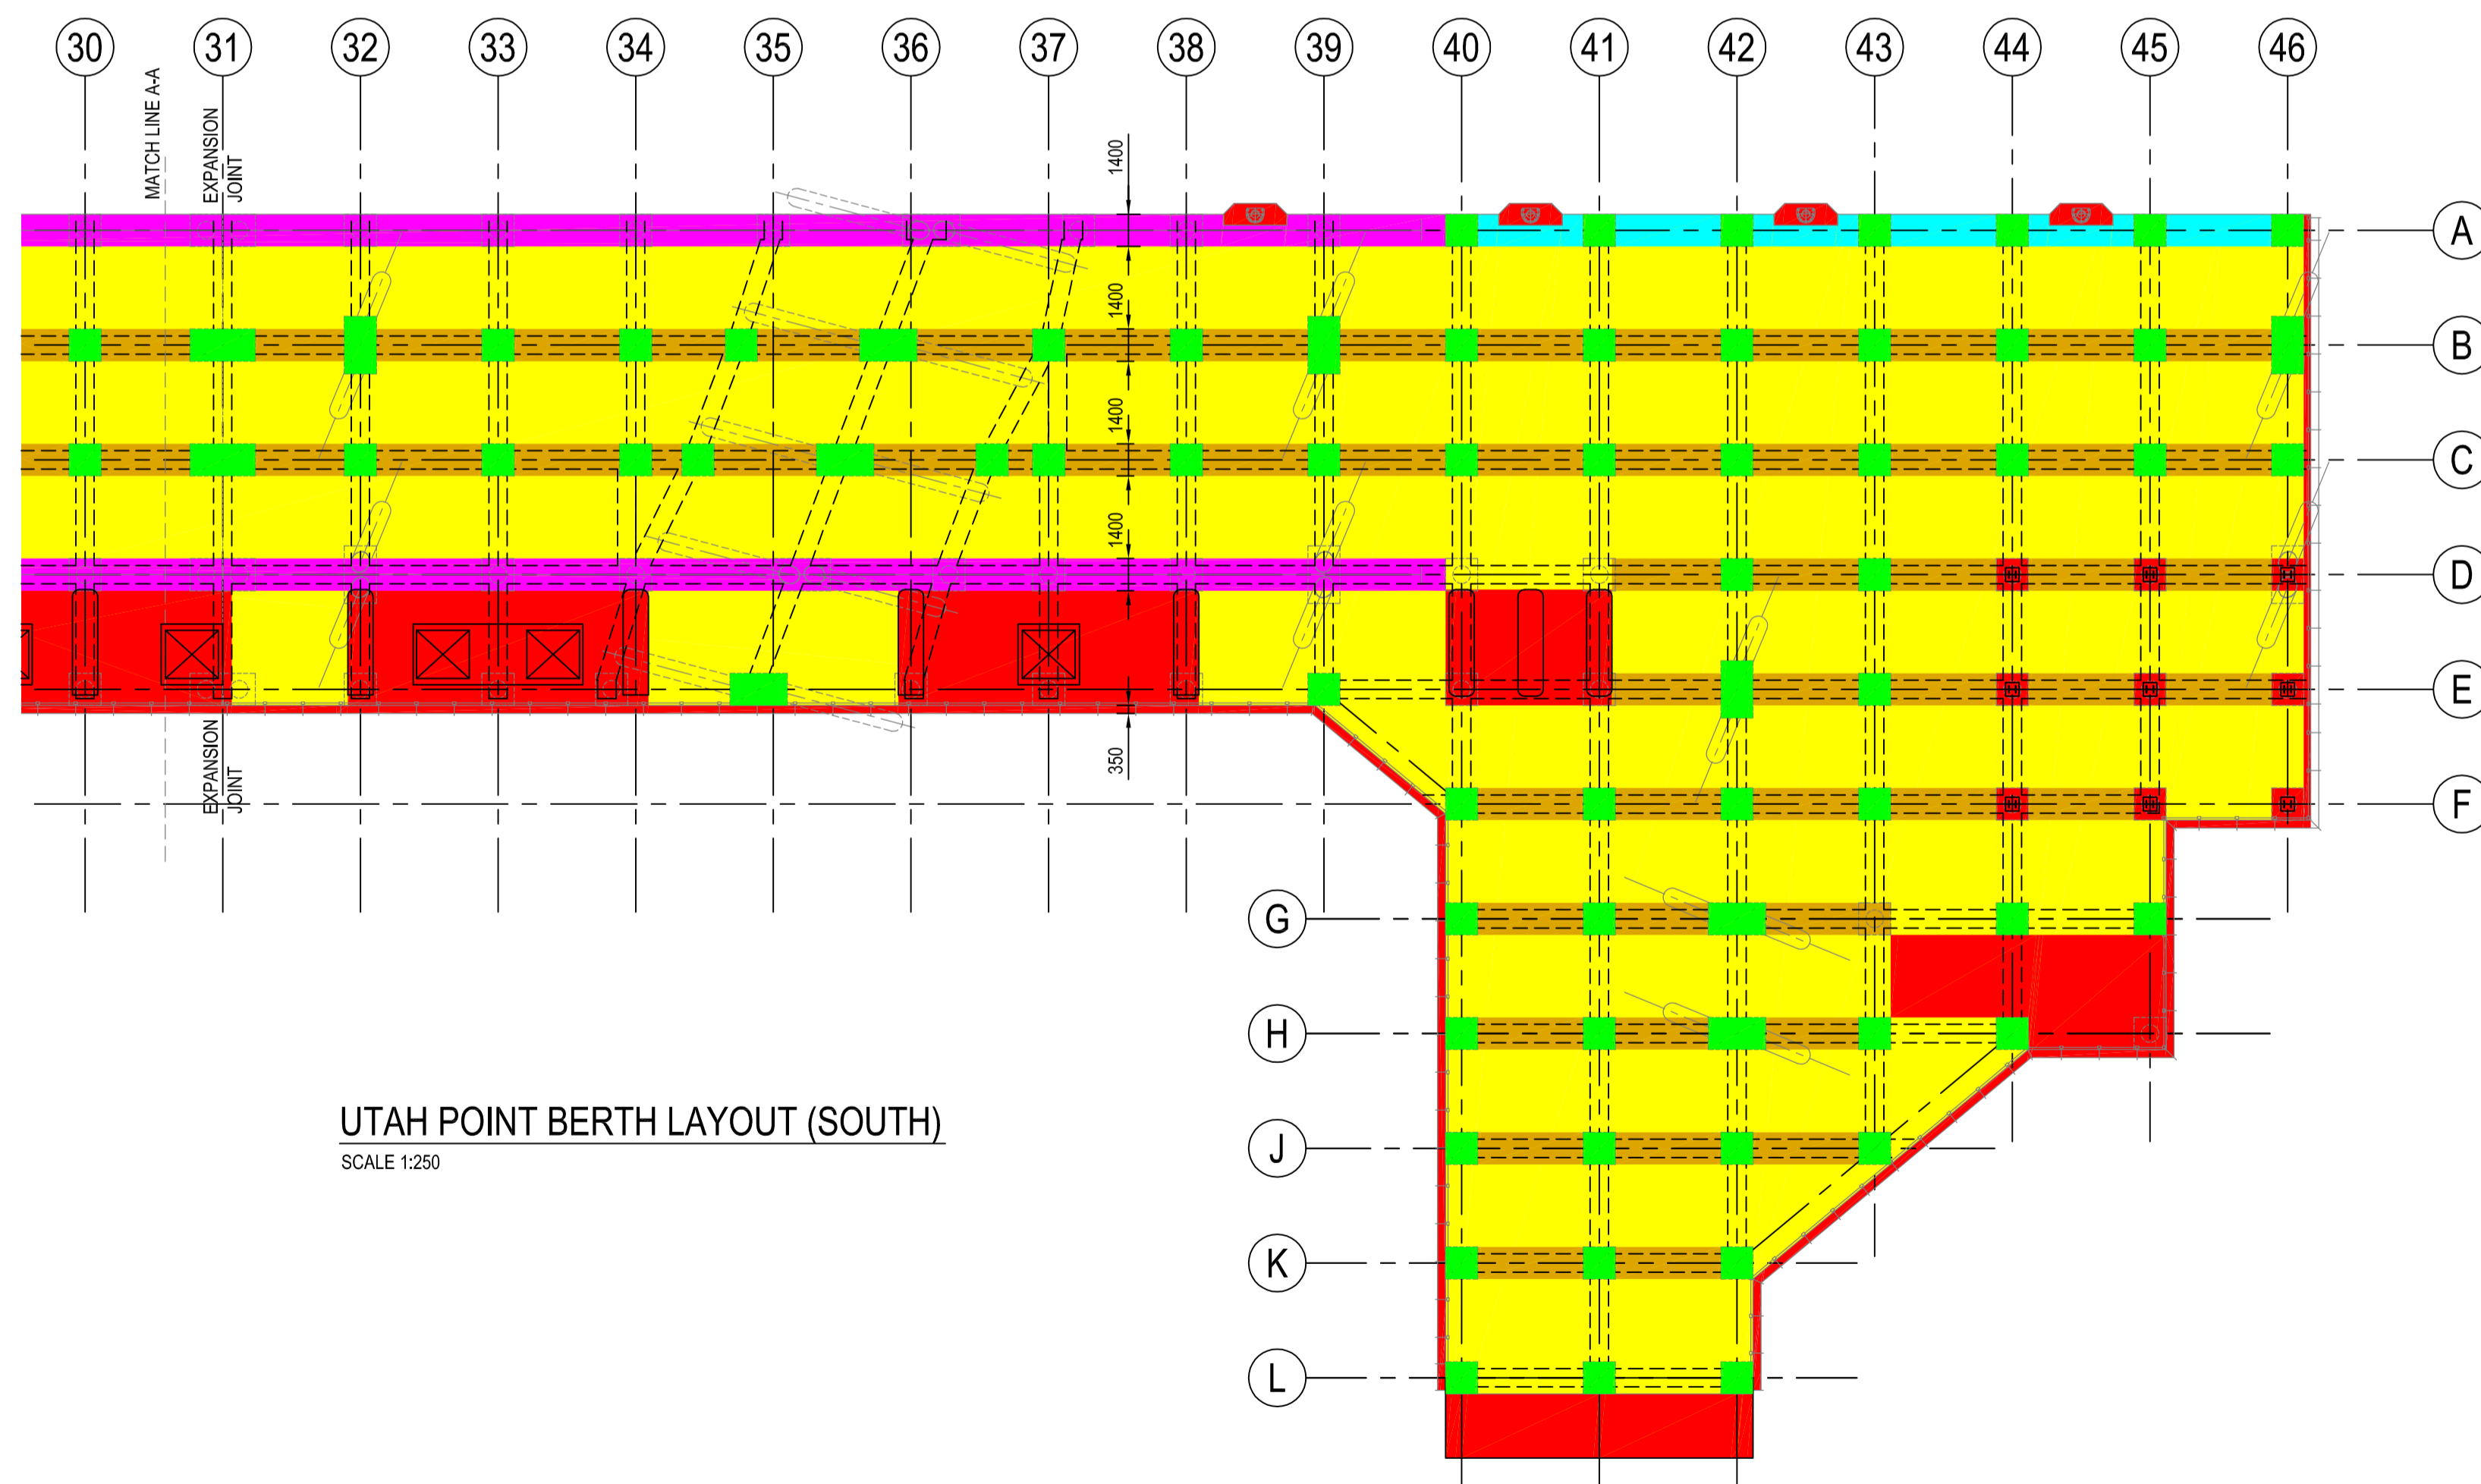 30 31 32 33 34 35 36 37 38 39 40 41 42 43 44 45 46
MATCH LINE A-A
EXPANSION
JOINT
1400
A
1400
B
1400
C
1400
D
E
350
EXPANSION
JOINT
F
G
H
UTAH POINT BERTH LAYOUT (SOUTH)
J
SCALE 1:250
K
L